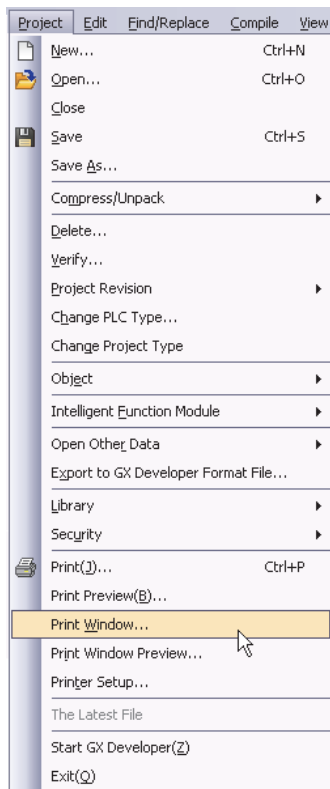 Project Edit Find/Replace Compile View
New... Ctrl+N
Open... Ctrl+O
Close
Save Ctrl+S
Save As...
Compress/Unpack
Delete...
Verify...
Project Revision
Change PLC Type...
Change Project Type
Object
Intelligent Function Module
Open Other Data
Export to GX Developer Format File...
Library
Security
Print(J)... Ctrl+P
Print Preview(B)...
Print Window...
Print Window Preview...
Printer Setup...
The Latest File
Start GX Developer(Z)
Exit(Q)